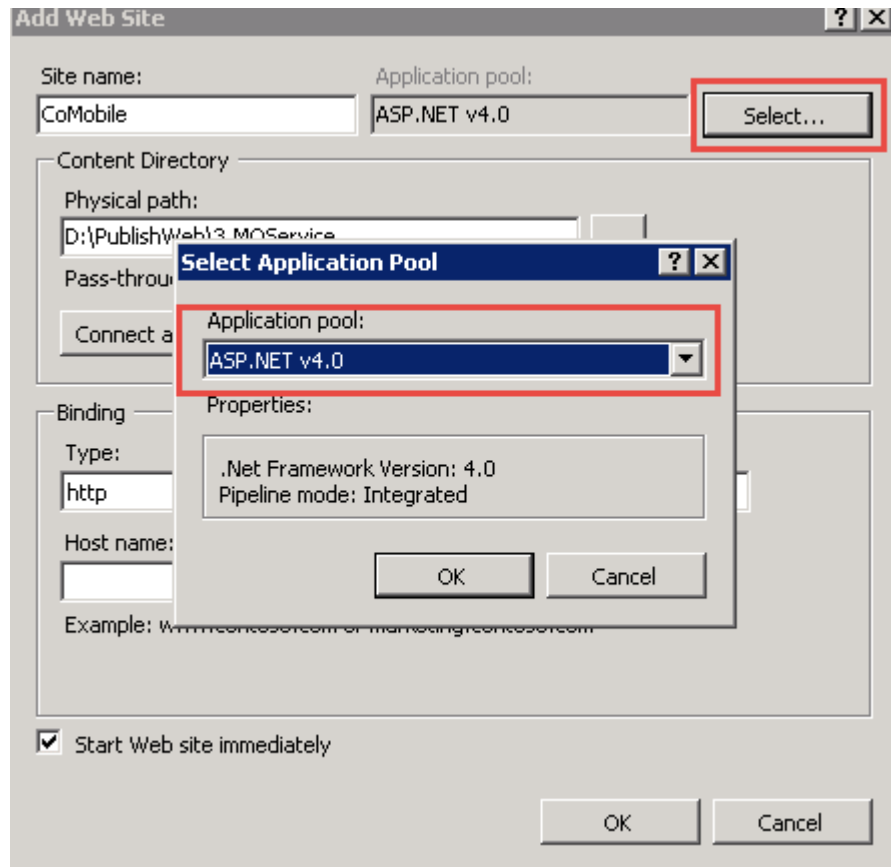 Add Web Site
Site name:
Application pool:
CoMobile
ASP.NET v4.0
Select...
Content Directory
Physical path:
D:\PublishWeb\3.MOService
Select Application Pool
Pass-throu
Application pool:
Connect a
ASP.NET v4.0
Properties:
Binding
Type:
.Net Framework Version: 4.0
http
Pipeline mode: Integrated
Host name:
OK
Cancel
Example:
Start Web site immediately
OK
Cancel